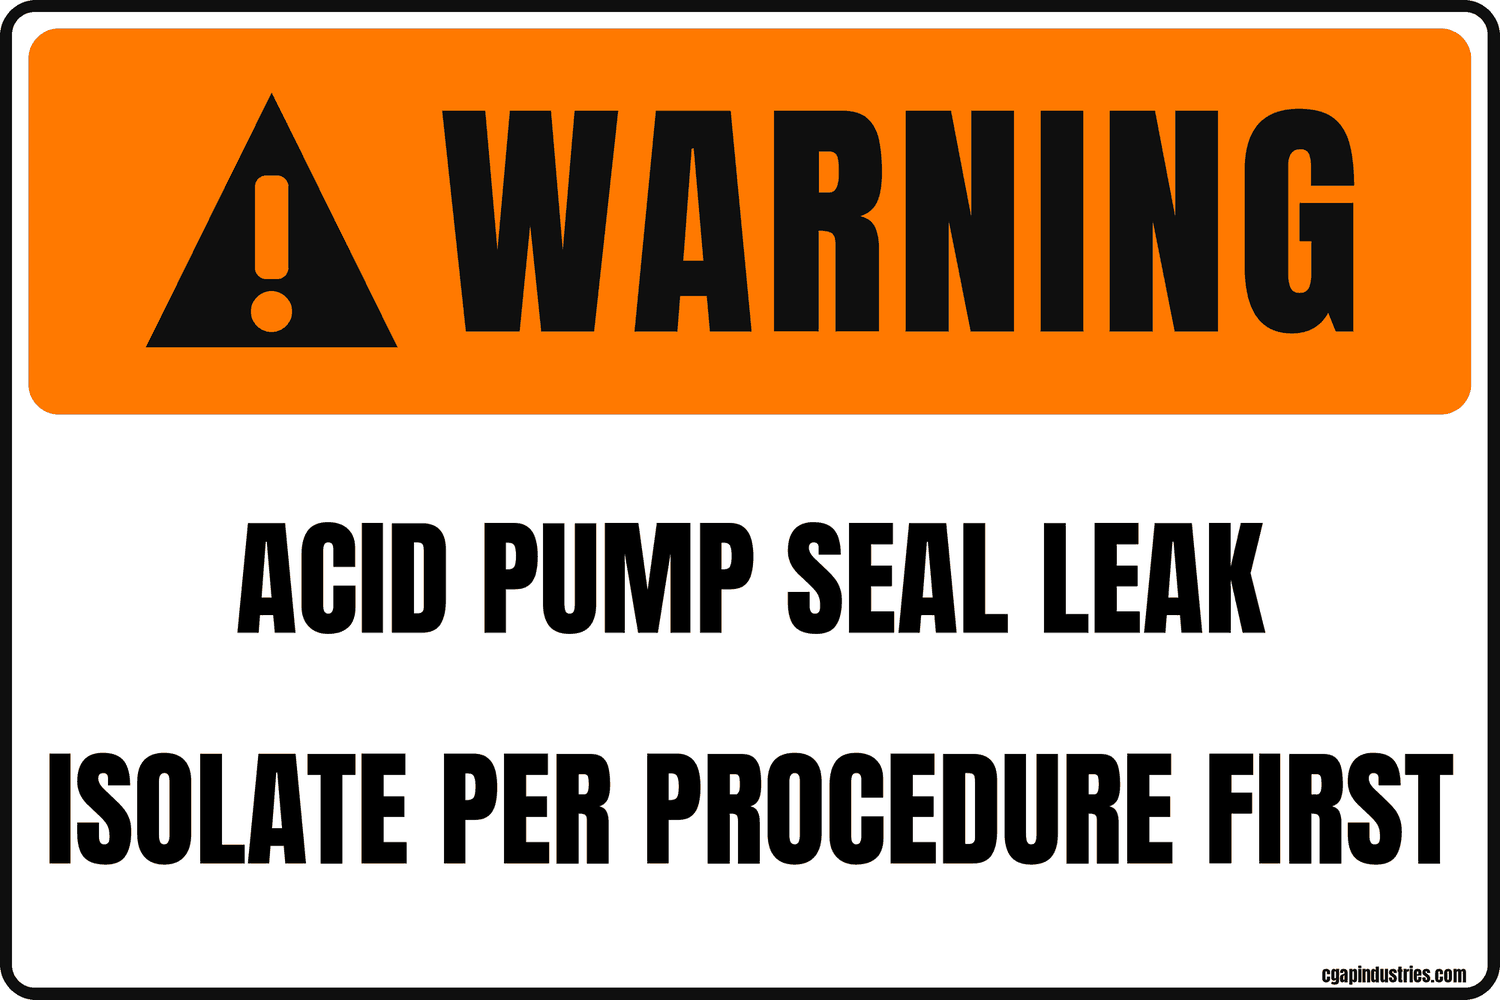 WARNING
ACID PUMP SEAL LEAK
ISOLATE PER PROCEDURE FIRST
cgapindustries.com